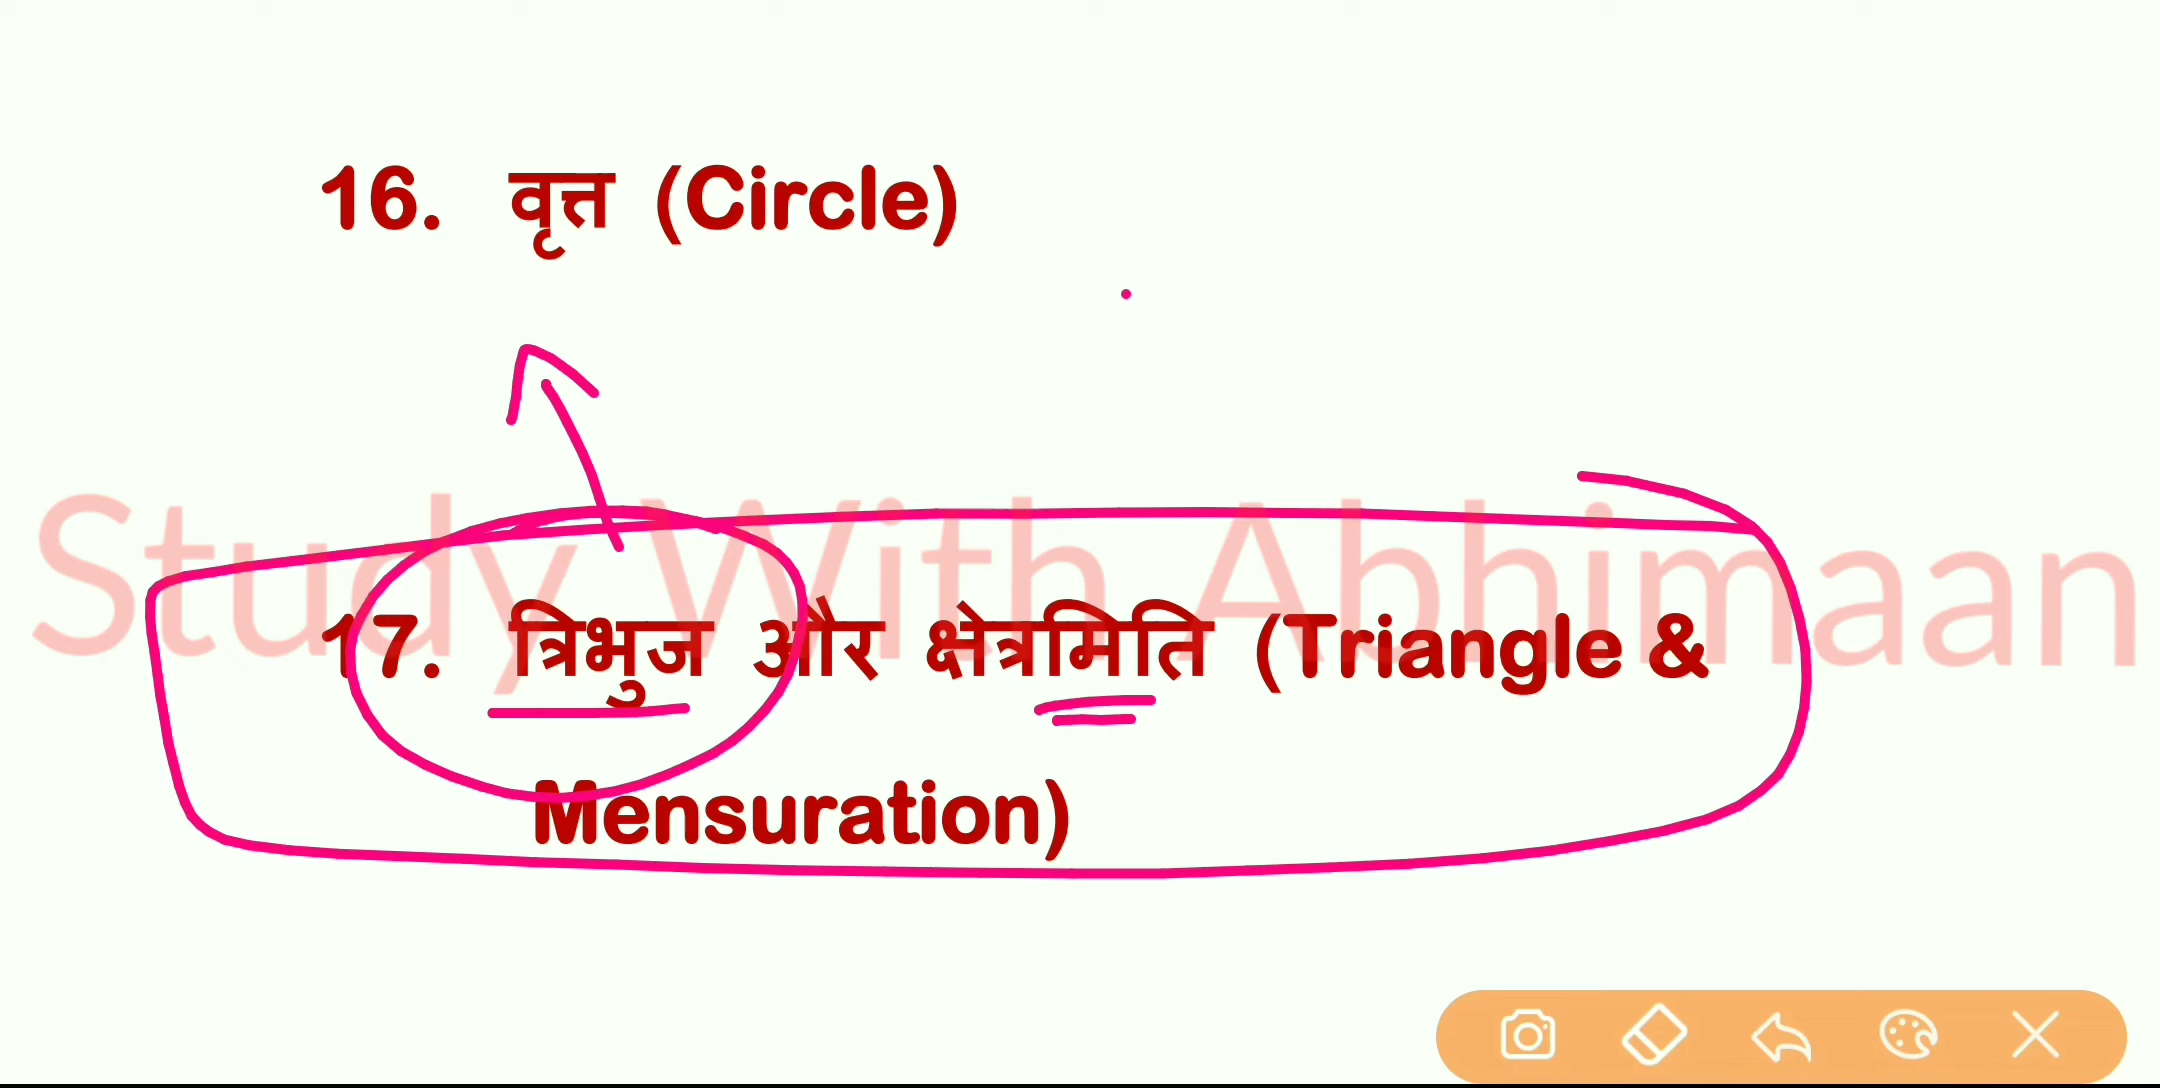 16. वृत्त (Circle)
Study With Abhimaan
17. त्रिभुज और क्षेत्रमिति (Triangle &
Mensuration)